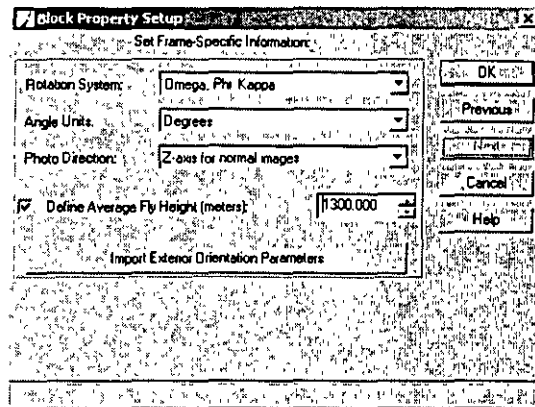 Block Property Setup
Set Frame-Specific Information:
Rotation System: Omega, Phi, Kappa
Angle Units: Degrees
Photo Direction: Z-axis for normal images
Define Average Fly Height (meters): 1300.000
Import Exterior Orientation Parameters
OK
Previous
Next
Cancel
Help